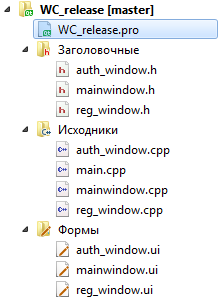 WC_release [master]
WC_release.pro
Заголовочные
auth_window.h
mainwindow.h
reg_window.h
Исходники
auth_window.cpp
main.cpp
mainwindow.cpp
reg_window.cpp
Формы
auth_window.ui
mainwindow.ui
reg_window.ui